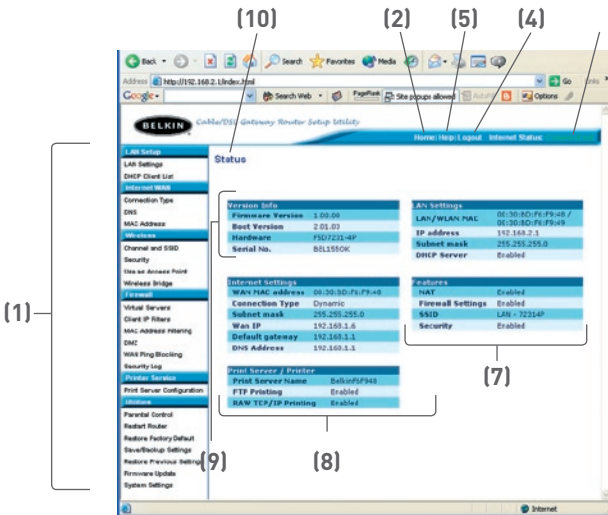 (10)
(2)
(5)
(4)
Back
Search
Favorites
Media
Address
http://192.168.2.1/index.html
Go
Links
Google
Search Web
PageRank
Site popups allowed
AutoFill
Options
BELKIN
Cable/DSL Gateway Router Setup Utility
Home|Help|Logout Internet Status:
LAN Setup
LAN Settings
DHCP Client List
Internet WAN
Connection Type
DNS
MAC Address
Wireless
Channel and SSID
Security
Use as Access Point
Wireless Bridge
Firewall
Virtual Servers
Client IP Filters
MAC Address Filtering
DMZ
WAN Ping Blocking
Security Log
Printer Service
Print Server Configuration
Utilities
Parental Control
Restart Router
Restore Factory Default
Save/Backup Settings
Restore Previous Settings
Firmware Update
System Settings
(1)
Status
Version Info
Firmware Version 1.00.08
Boot Version 2.01.03
Hardware F5D7231-4P
Serial No. BEL1550K
LAN Settings
LAN/WLAN MAC 00:30:BD:F6:F9:48 / 00:30:BD:F6:F9:49
IP address 192.168.2.1
Subnet mask 255.255.255.0
DHCP Server Enabled
Internet Settings
WAN MAC address 00:30:BD:F6:F9:48
Connection Type Dynamic
Subnet mask 255.255.255.0
Wan IP 192.168.1.6
Default gateway 192.168.1.1
DNS Address 192.168.1.1
Features
NAT Enabled
Firewall Settings Enabled
SSID LAN - 72314P
Security Enabled
(7)
Print Server / Printer
Print Server Name BelkinF6F948
FTP Printing Enabled
RAW TCP/IP Printing Enabled
(9)
(8)
Internet